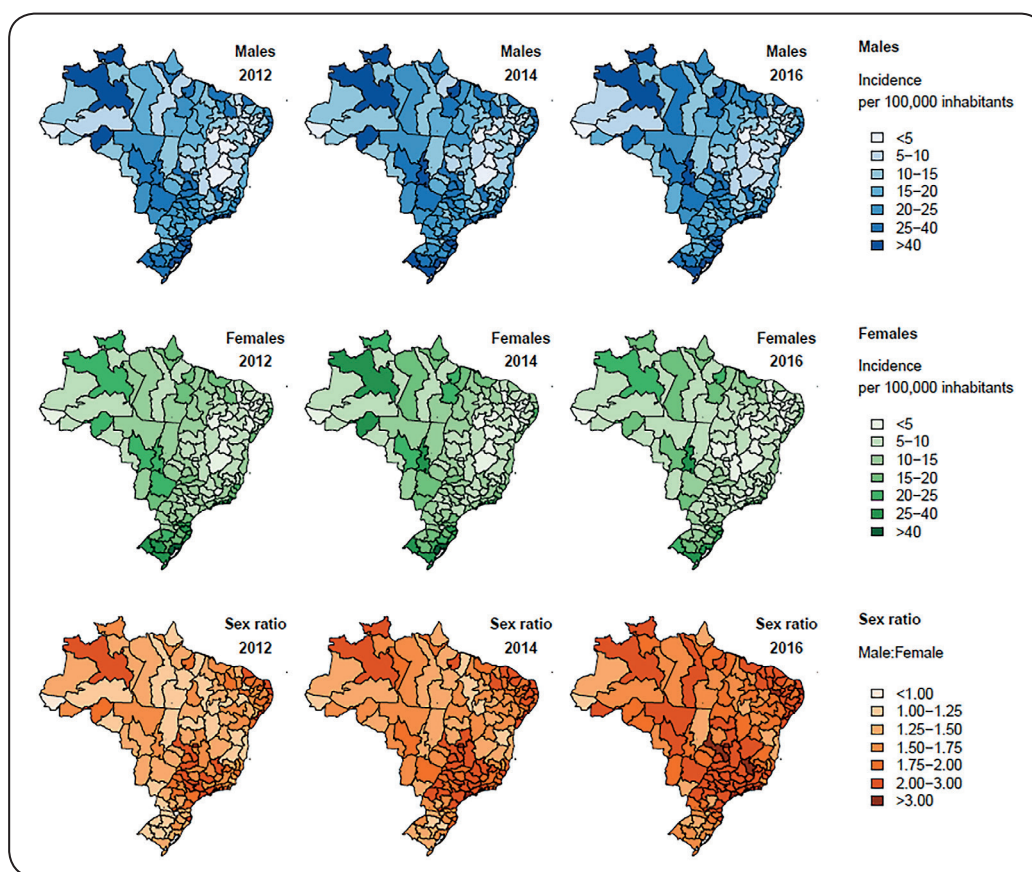 Males
2012
Males
2014
Males
2016
Males
Incidence
per 100,000 inhabitants
<5
5−10
10−15
15−20
20−25
25−40
>40
Females
2012
Females
2014
Females
2016
Females
Incidence
per 100,000 inhabitants
<5
5−10
10−15
15−20
20−25
25−40
>40
Sex ratio
2012
Sex ratio
2014
Sex ratio
2016
Sex ratio
Male:Female
<1.00
1.00−1.25
1.25−1.50
1.50−1.75
1.75−2.00
2.00−3.00
>3.00